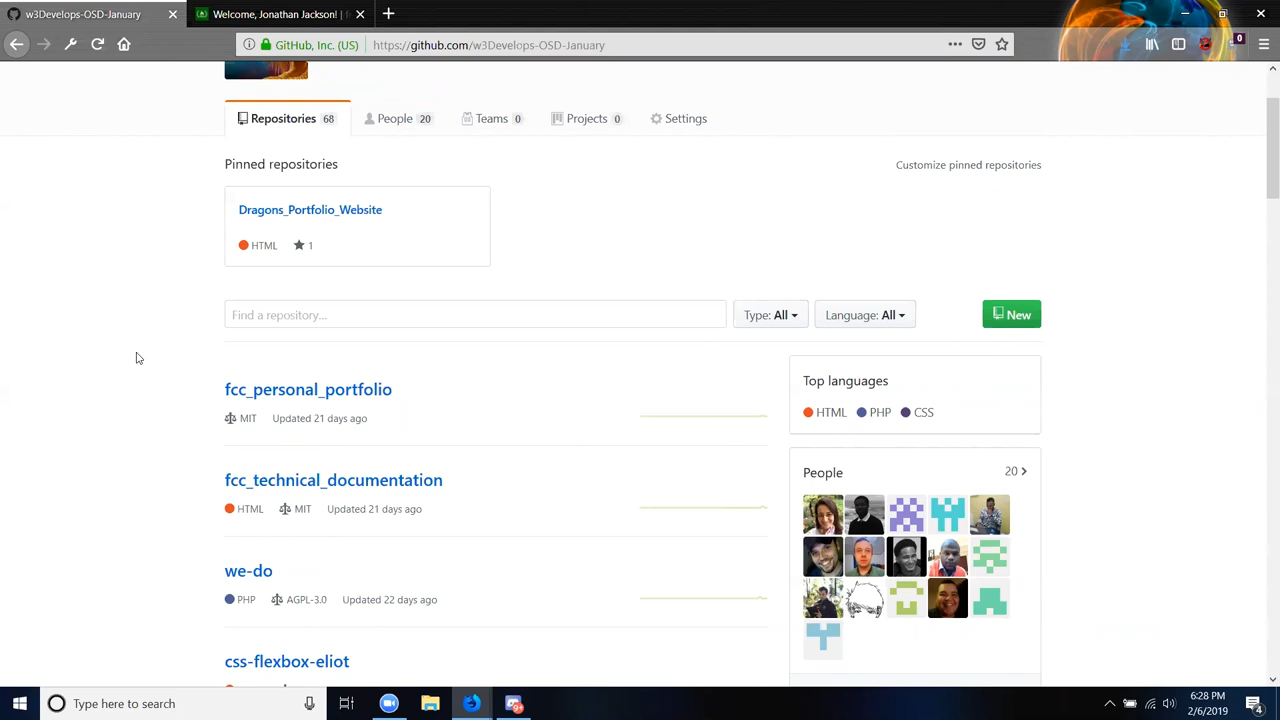 w3Develops-OSD-January
Welcome, Jonathan Jackson! |
GitHub, Inc. (US)
https://github.com/w3Develops-OSD-January
0
Repositories 68
People 20
Teams 0
Projects 0
Settings
Pinned repositories
Customize pinned repositories
Dragons_Portfolio_Website
HTML 1
Find a repository...
Type: All
Language: All
New
fcc_personal_portfolio
MIT Updated 21 days ago
fcc_technical_documentation
HTML MIT Updated 21 days ago
we-do
PHP AGPL-3.0 Updated 22 days ago
css-flexbox-eliot
Top languages
HTML PHP CSS
People 20
Type here to search
6:28 PM
2/6/2019
4